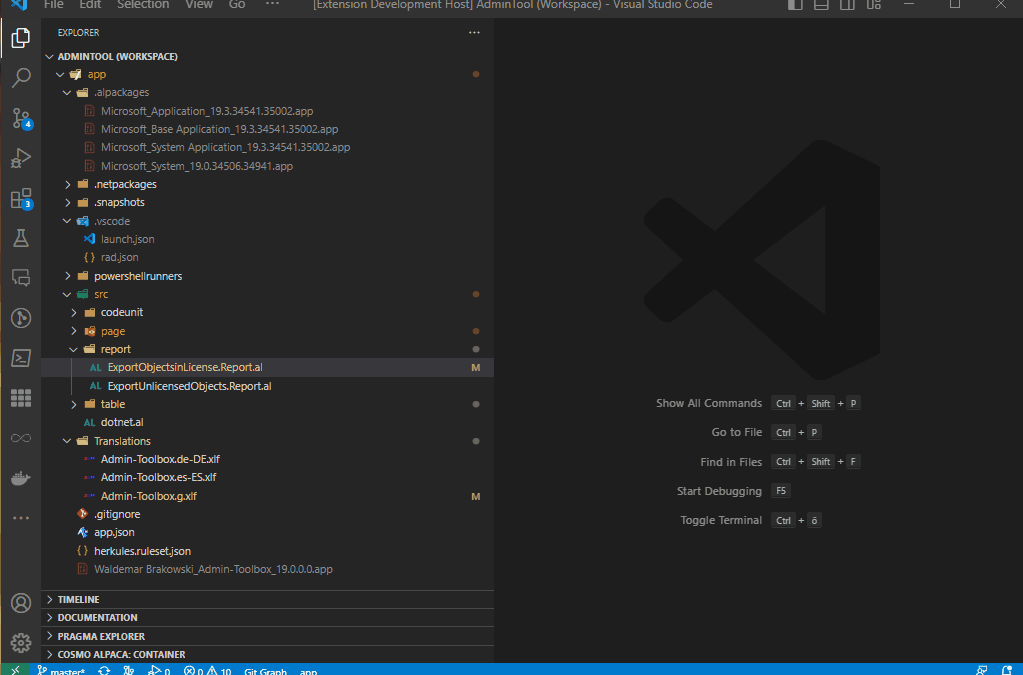 File Edit Selection View Go ··· [Extension Development Host] AdminTool (Workspace) - Visual Studio Code
EXPLORER ···
ADMINTOOL (WORKSPACE)
app
.alpackages
Microsoft_Application_19.3.34541.35002.app
Microsoft_Base Application_19.3.34541.35002.app
Microsoft_System Application_19.3.34541.35002.app
Microsoft_System_19.0.34506.34941.app
.netpackages
.snapshots
.vscode
launch.json
{} rad.json
powershellrunners
src
codeunit
page
report
AL ExportObjectsinLicense.Report.al M
AL ExportUnlicensedObjects.Report.al
table
AL dotnet.al
Translations
Admin-Toolbox.de-DE.xlf
Admin-Toolbox.es-ES.xlf
Admin-Toolbox.g.xlf M
.gitignore
app.json
{} herkules.ruleset.json
Waldemar Brakowski_Admin-Toolbox_19.0.0.0.app
TIMELINE
DOCUMENTATION
PRAGMA EXPLORER
COSMO ALPACA: CONTAINER
4
3
Show All Commands Ctrl + Shift + P
Go to File Ctrl + P
Find in Files Ctrl + Shift + F
Start Debugging F5
Toggle Terminal Ctrl + ö
master* 0 0 10 Git Graph app